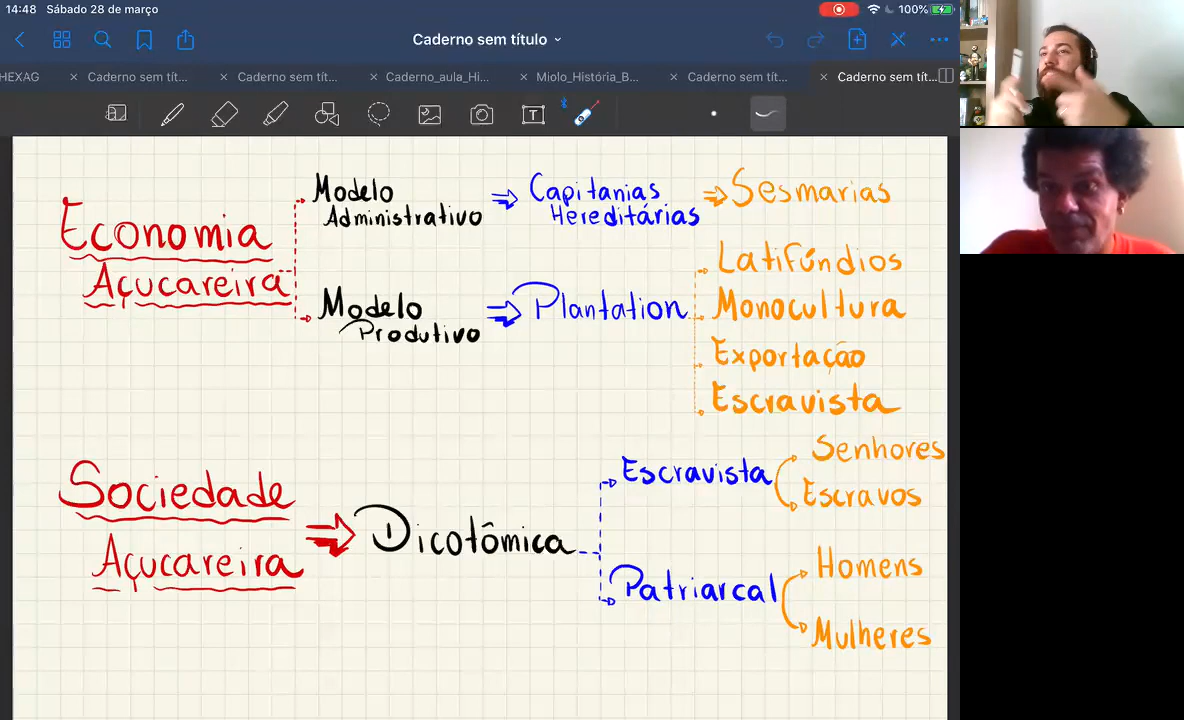 14:48 Sábado 28 de março
100%
Caderno sem título
HEXAG
Caderno sem tít...
Caderno sem tít...
Caderno_aula_Hi...
Miolo_História_B...
Caderno sem tít...
Caderno sem tít...
T
Economia
Açucareira
Modelo
Administrativo
Capitanias
Hereditárias
Sesmarias
Modelo
Produtivo
Plantation
Latifúndios
Monocultura
Exportação
Escravista
Sociedade
Açucareira
Dicotômica
Escravista
Senhores
Escravos
Patriarcal
Homens
Mulheres